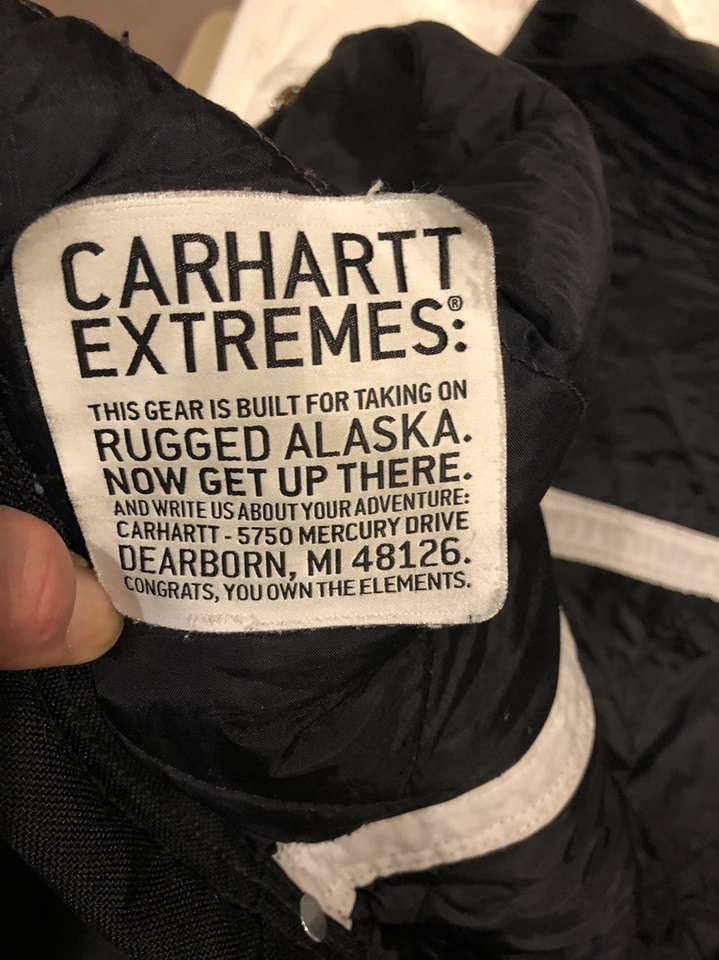 CARHARTT
EXTREMES®:
THIS GEAR IS BUILT FOR TAKING ON
RUGGED ALASKA.
NOW GET UP THERE.
AND WRITE US ABOUT YOUR ADVENTURE:
CARHARTT - 5750 MERCURY DRIVE
DEARBORN, MI 48126.
CONGRATS, YOU OWN THE ELEMENTS.